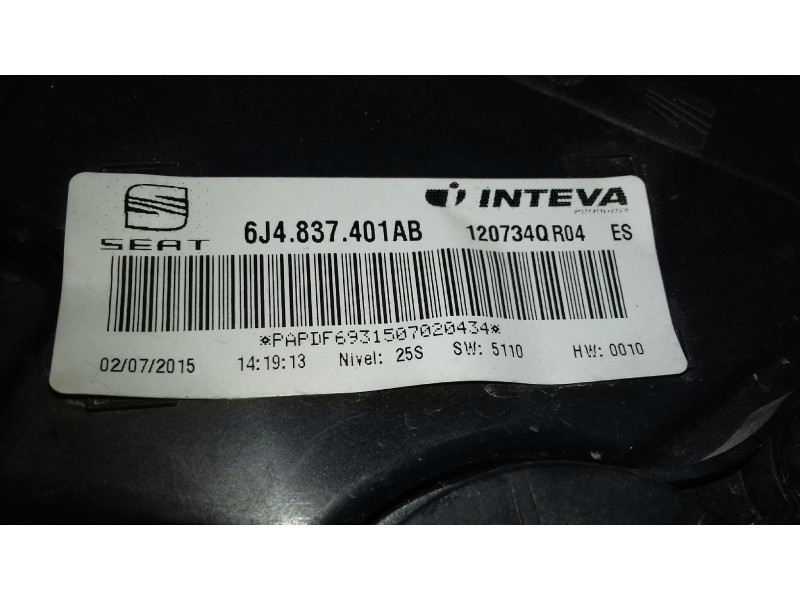 SEAT
6J4.837.401AB
INTEVA
120734Q R04 ES
*PAPDF6931507020434*
02/07/2015 14:19:13 Nivel: 25S SW: 5110 HW: 0010